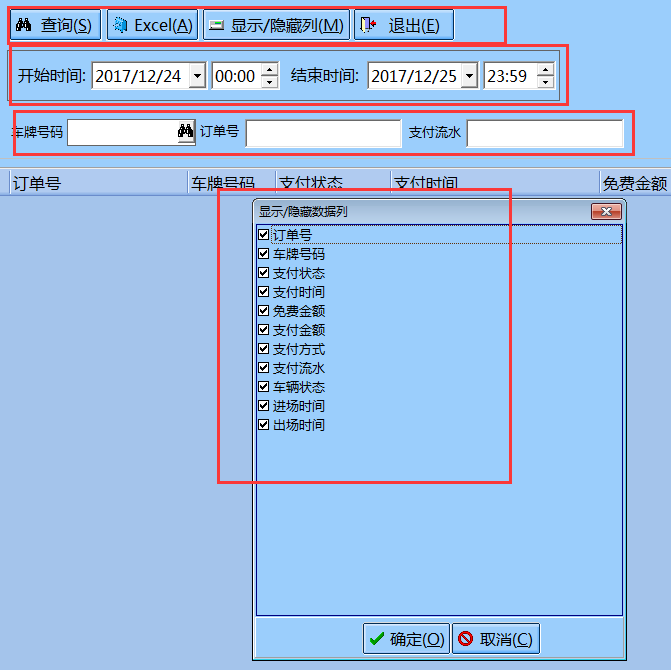 查询(S) Excel(A) 显示/隐藏列(M) 退出(E)
开始时间: 2017/12/24 00:00 结束时间: 2017/12/25 23:59
车牌号码 订单号 支付流水
订单号 车牌号码 支付状态 支付时间 免费金额
显示/隐藏数据列
订单号
车牌号码
支付状态
支付时间
免费金额
支付金额
支付方式
支付流水
车辆状态
进场时间
出场时间
确定(O) 取消(C)